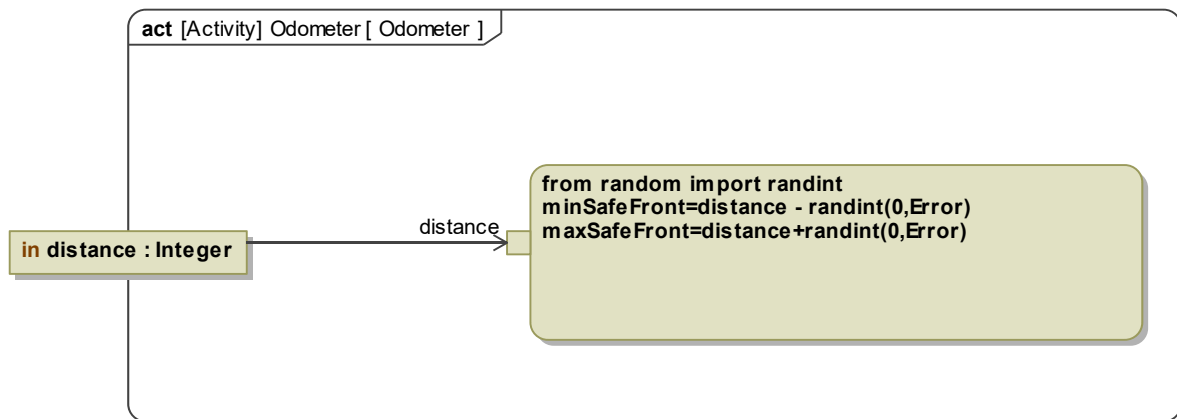 act [Activity] Odometer [ Odometer ]
from random import randint
minSafeFront=distance - randint(0,Error)
maxSafeFront=distance+randint(0,Error)
distance
in distance : Integer